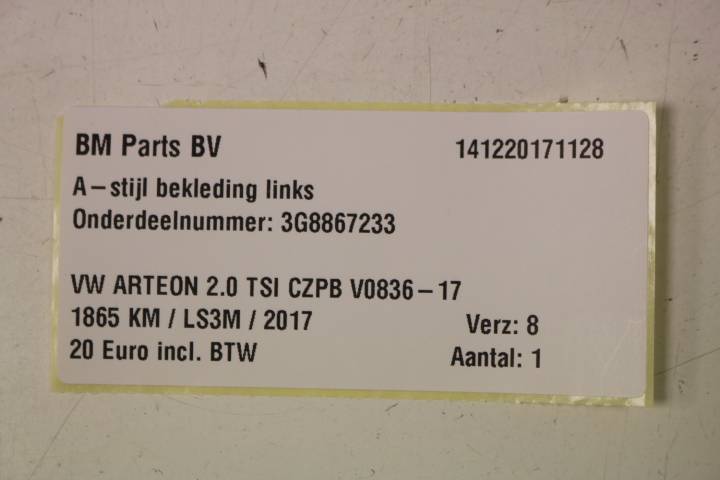 BM Parts BV 141220171128
A-stijl bekleding links
Onderdeelnummer: 3G8867233
VW ARTEON 2.0 TSI CZPB V0836-17
1865 KM / LS3M / 2017 Verz: 8
20 Euro incl. BTW Aantal: 1